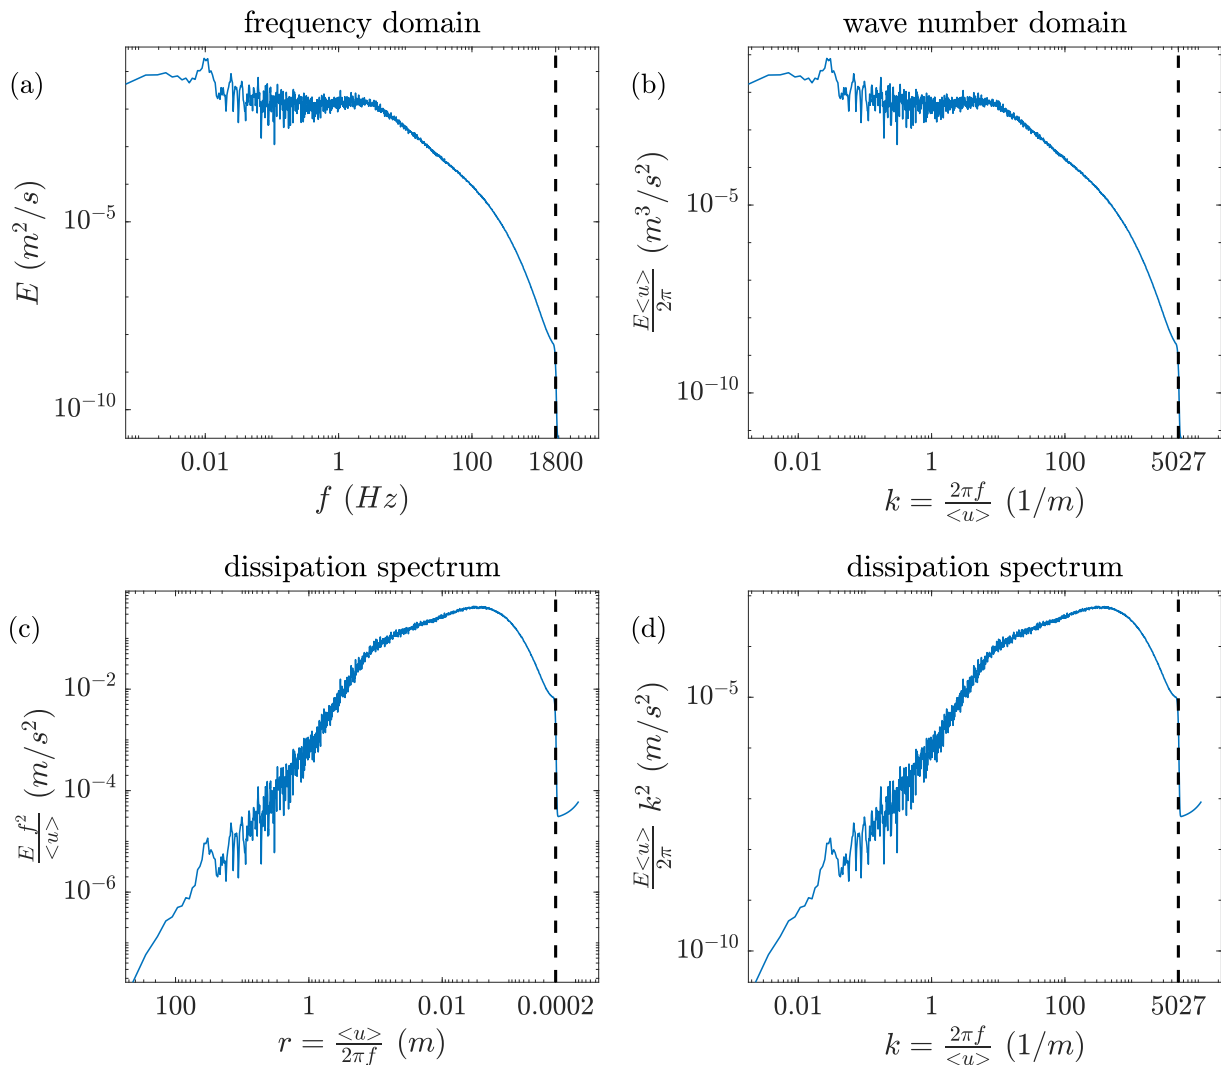 frequency domain
(a)
E (m²/s)
10⁻⁵
10⁻¹⁰
0.01 1 100 1800
f (Hz)
wave number domain
(b)
E<u>/2π (m³/s²)
10⁻⁵
10⁻¹⁰
0.01 1 100 5027
k = 2πf/<u> (1/m)
dissipation spectrum
(c)
E f²/<u> (m/s²)
10⁻²
10⁻⁴
10⁻⁶
100 1 0.01 0.0002
r = <u>/2πf (m)
dissipation spectrum
(d)
E<u>/2π k² (m/s²)
10⁻⁵
10⁻¹⁰
0.01 1 100 5027
k = 2πf/<u> (1/m)